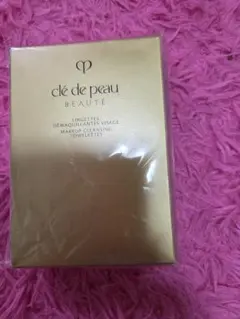 clé de peau
BEAUTÉ
LINGETTES
DÉMAQUILLANTES VISAGE
MAKEUP CLEANSING
TOWELETTES